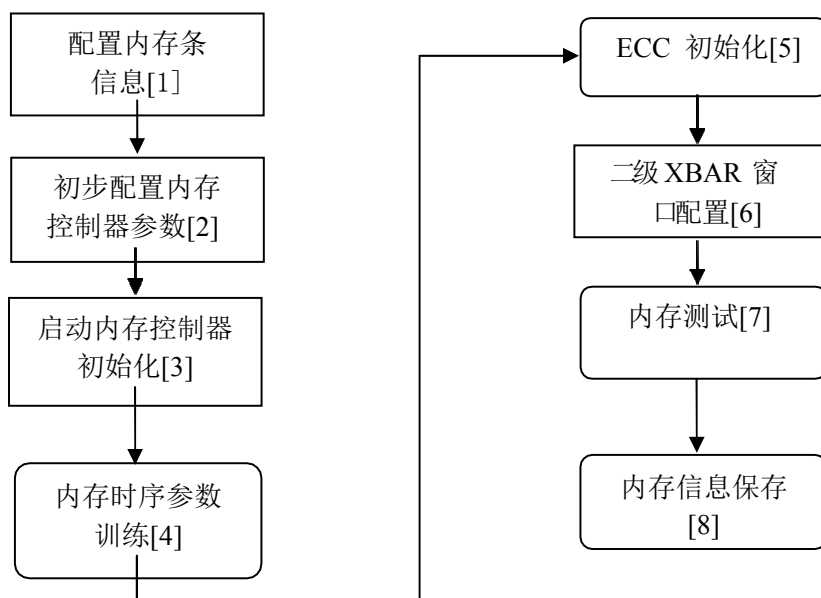 配置内存条
信息[1]
初步配置内存
控制器参数[2]
启动内存控制器
初始化[3]
内存时序参数
训练[4]
ECC 初始化[5]
二级 XBAR 窗
口配置[6]
内存测试[7]
内存信息保存
[8]